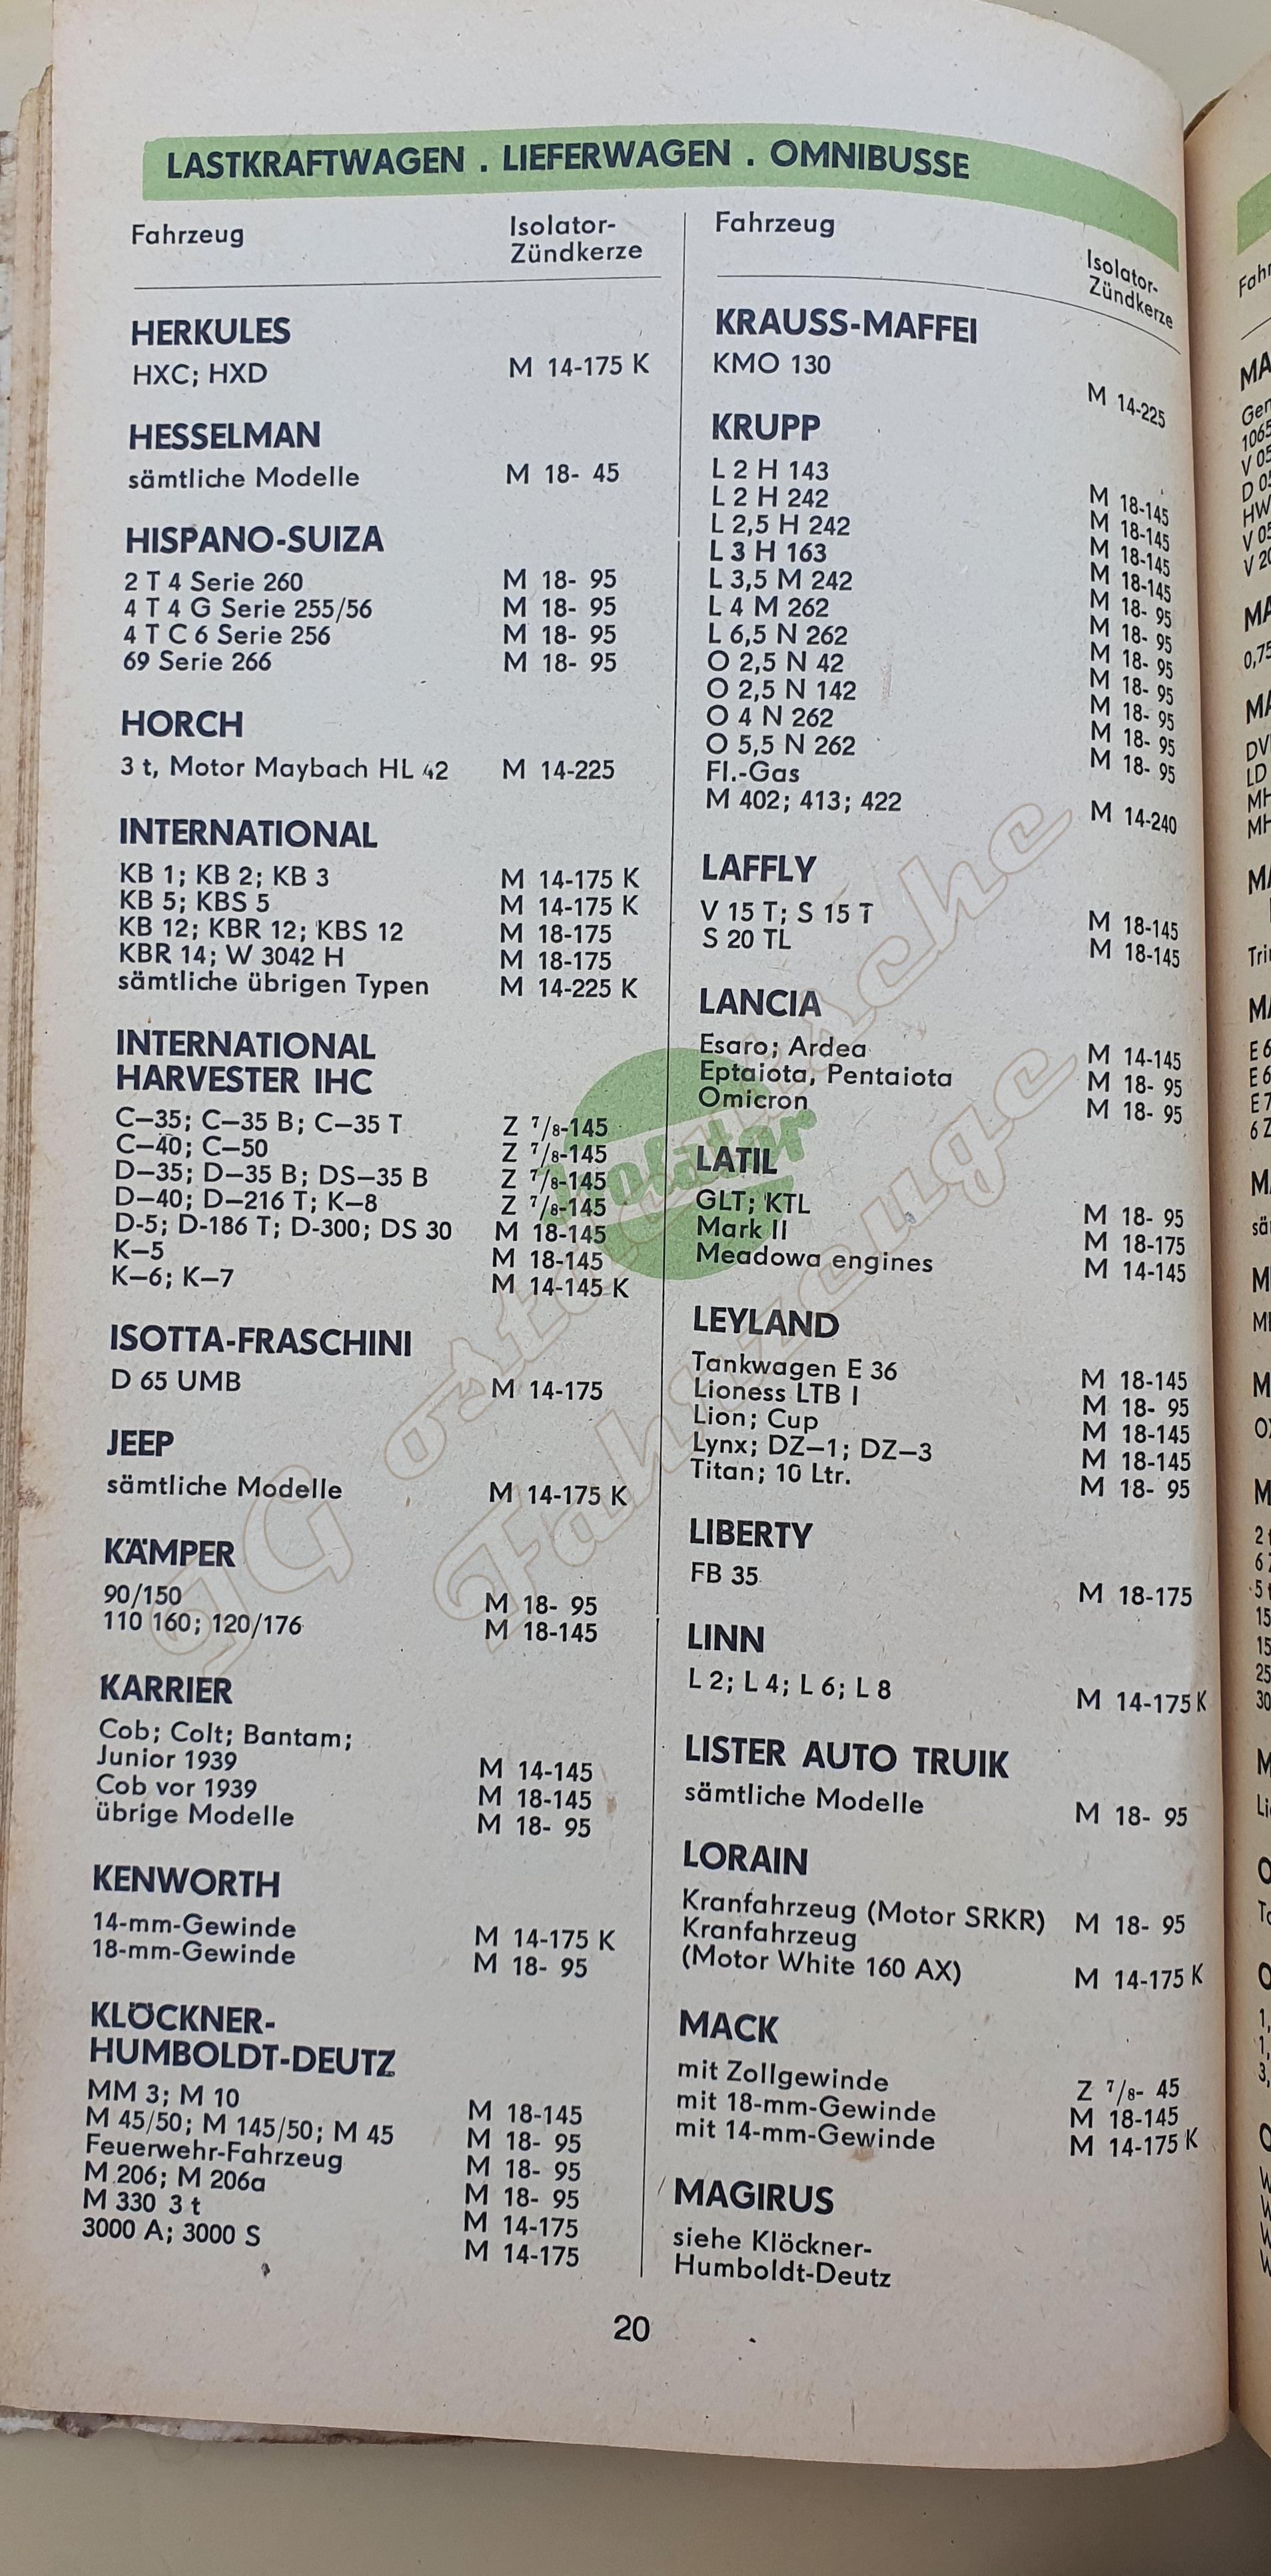 LASTKRAFTWAGEN . LIEFERWAGEN . OMNIBUSSE
Fahrzeug Isolator-Zündkerze
HERKULES
HXC; HXD M 14-175 K
HESSELMAN
sämtliche Modelle M 18- 45
HISPANO-SUIZA
2 T 4 Serie 260 M 18- 95
4 T 4 G Serie 255/56 M 18- 95
4 T C 6 Serie 256 M 18- 95
69 Serie 266 M 18- 95
HORCH
3 t, Motor Maybach HL 42 M 14-225
INTERNATIONAL
KB 1; KB 2; KB 3 M 14-175 K
KB 5; KBS 5 M 14-175 K
KB 12; KBR 12; KBS 12 M 18-175
KBR 14; W 3042 H M 18-175
sämtliche übrigen Typen M 14-225 K
INTERNATIONAL
HARVESTER IHC
C—35; C—35 B; C—35 T Z 7/8-145
C—40; C—50 Z 7/8-145
D—35; D—35 B; DS—35 B Z 7/8-145
D—40; D—216 T; K—8 Z 7/8-145
D-5; D-186 T; D-300; DS 30 M 18-145
K—5 M 18-145
K—6; K—7 M 14-145 K
ISOTTA-FRASCHINI
D 65 UMB M 14-175
JEEP
sämtliche Modelle M 14-175 K
KÄMPER
90/150 M 18- 95
110 160; 120/176 M 18-145
KARRIER
Cob; Colt; Bantam;
Junior 1939 M 14-145
Cob vor 1939 M 18-145
übrige Modelle M 18- 95
KENWORTH
14-mm-Gewinde M 14-175 K
18-mm-Gewinde M 18- 95
KLÖCKNER-
HUMBOLDT-DEUTZ
MM 3; M 10 M 18-145
M 45/50; M 145/50; M 45 M 18- 95
Feuerwehr-Fahrzeug M 18- 95
M 206; M 206a M 18- 95
M 330 3 t M 14-175
3000 A; 3000 S M 14-175
Fahrzeug Isolator-Zündkerze
KRAUSS-MAFFEI
KMO 130 M 14-225
KRUPP
L 2 H 143 M 18-145
L 2 H 242 M 18-145
L 2,5 H 242 M 18-145
L 3 H 163 M 18-145
L 3,5 M 242 M 18- 95
L 4 M 262 M 18- 95
L 6,5 N 262 M 18- 95
O 2,5 N 42 M 18- 95
O 2,5 N 142 M 18- 95
O 4 N 262 M 18- 95
O 5,5 N 262 M 18- 95
Fl.-Gas
M 402; 413; 422 M 14-240
LAFFLY
V 15 T; S 15 T M 18-145
S 20 TL M 18-145
LANCIA
Esaro; Ardea M 14-145
Eptaiota, Pentaiota M 18- 95
Omicron M 18- 95
LATIL
GLT; KTL M 18- 95
Mark II M 18-175
Meadowa engines M 14-145
LEYLAND
Tankwagen E 36 M 18-145
Lioness LTB I M 18- 95
Lion; Cup M 18-145
Lynx; DZ—1; DZ—3 M 18-145
Titan; 10 Ltr. M 18- 95
LIBERTY
FB 35 M 18-175
LINN
L 2; L 4; L 6; L 8 M 14-175 K
LISTER AUTO TRUIK
sämtliche Modelle M 18- 95
LORAIN
Kranfahrzeug (Motor SRKR) M 18- 95
Kranfahrzeug
(Motor White 160 AX) M 14-175 K
MACK
mit Zollgewinde Z 7/8- 45
mit 18-mm-Gewinde M 18-145
mit 14-mm-Gewinde M 14-175 K
MAGIRUS
siehe Klöckner-
Humboldt-Deutz
20
Isolator
IG ostdeutsche
Fahrzeuge